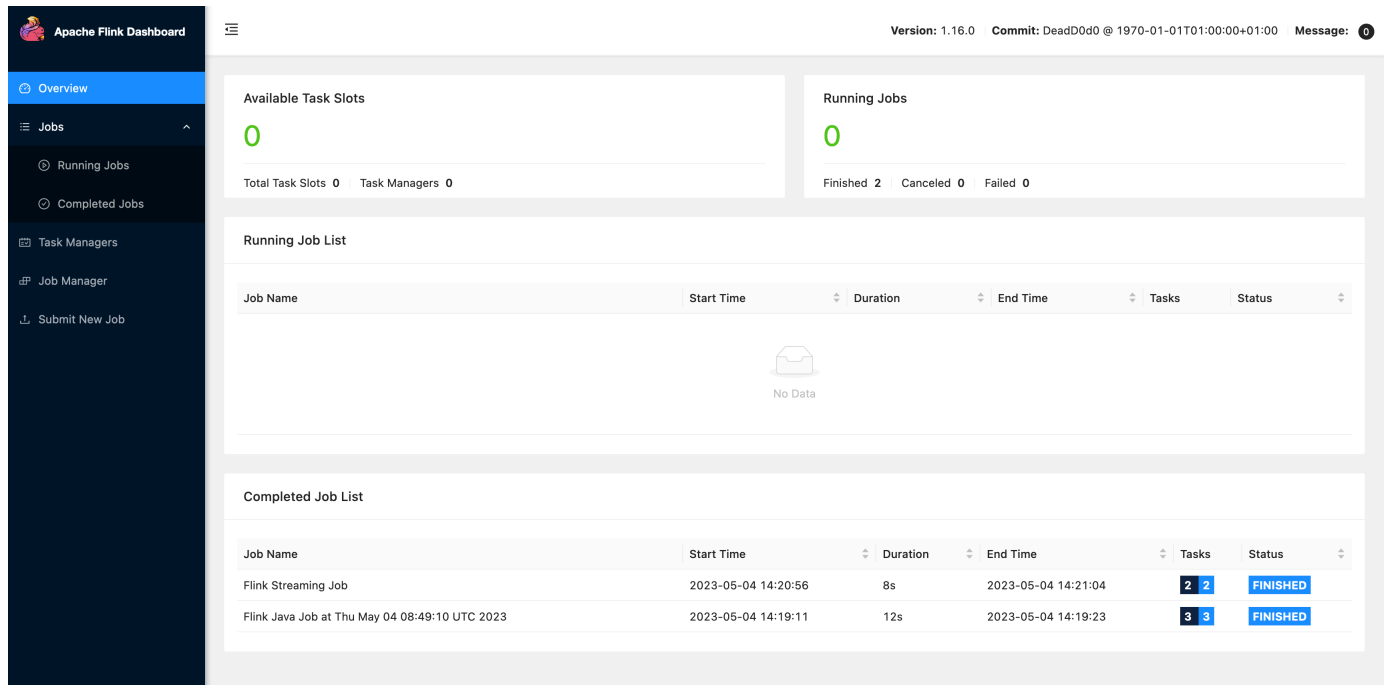 Apache Flink Dashboard
Version: 1.16.0 Commit: DeadD0d0 @ 1970-01-01T01:00:00+01:00 Message: 0
Overview
Jobs
Running Jobs
Completed Jobs
Task Managers
Job Manager
Submit New Job
Available Task Slots
0
Total Task Slots 0 Task Managers 0
Running Jobs
0
Finished 2 Canceled 0 Failed 0
Running Job List
Job Name Start Time Duration End Time Tasks Status
No Data
Completed Job List
Job Name Start Time Duration End Time Tasks Status
Flink Streaming Job 2023-05-04 14:20:56 8s 2023-05-04 14:21:04 2 2 FINISHED
Flink Java Job at Thu May 04 08:49:10 UTC 2023 2023-05-04 14:19:11 12s 2023-05-04 14:19:23 3 3 FINISHED